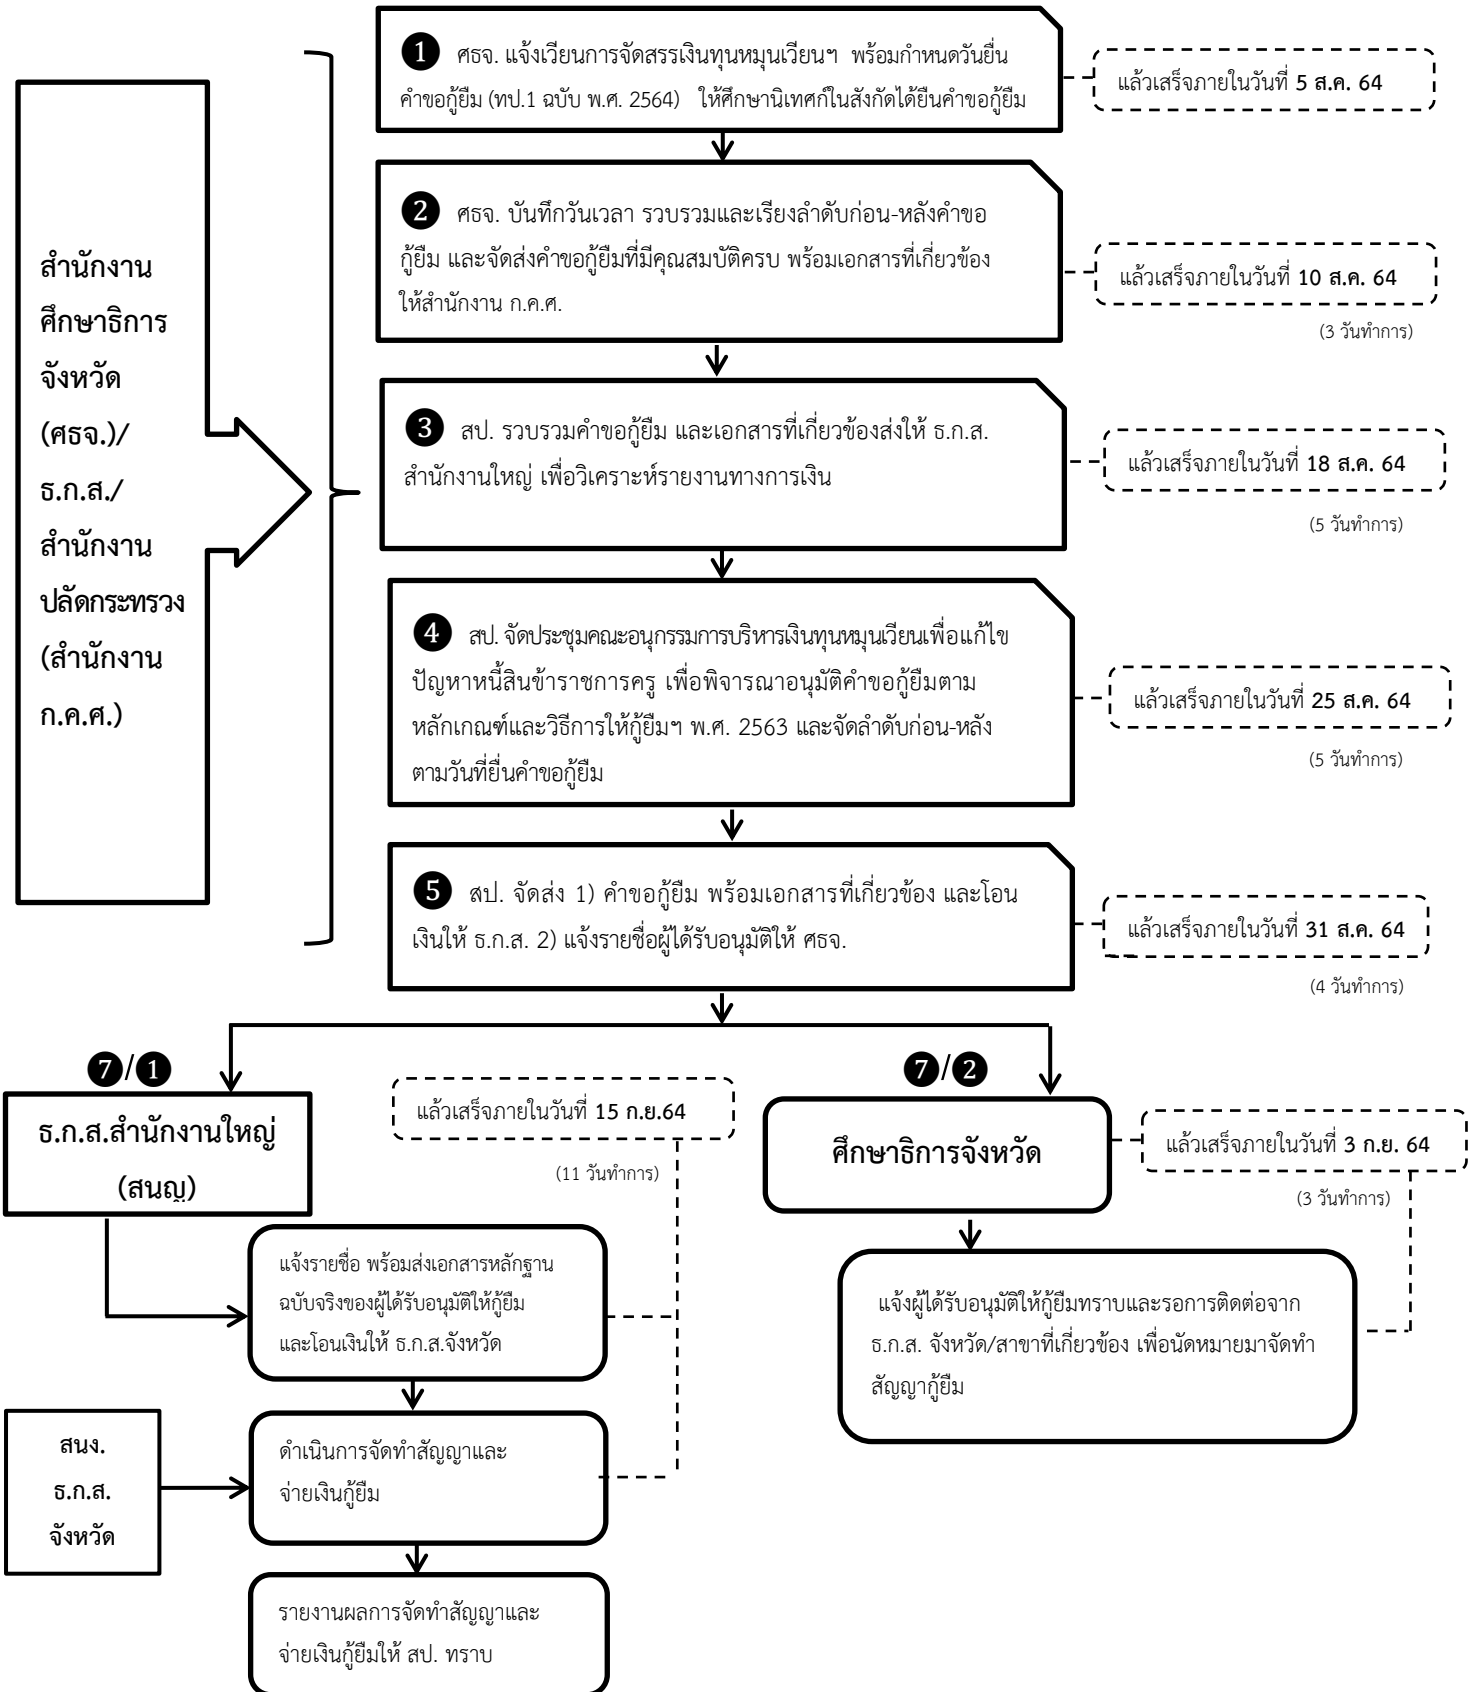 สำนักงาน
ศึกษาธิการ
จังหวัด
(ศธจ.)/
ธ.ก.ส./
สำนักงาน
ปลัดกระทรวง
(สำนักงาน
ก.ค.ศ.)
❶ ศธจ. แจ้งเวียนการจัดสรรเงินทุนหมุนเวียนฯ พร้อมกำหนดวันยื่น
คำขอกู้ยืม (ทป.1 ฉบับ พ.ศ. 2564) ให้ศึกษานิเทศก์ในสังกัดได้ยืนคำขอกู้ยืม
แล้วเสร็จภายในวันที่ 5 ส.ค. 64
❷ ศธจ. บันทึกวันเวลา รวบรวมและเรียงลำดับก่อน-หลังคำขอ
กู้ยืม และจัดส่งคำขอกู้ยืมที่มีคุณสมบัติครบ พร้อมเอกสารที่เกี่ยวข้อง
ให้สำนักงาน ก.ค.ศ.
แล้วเสร็จภายในวันที่ 10 ส.ค. 64
(3 วันทำการ)
❸ สป. รวบรวมคำขอกู้ยืม และเอกสารที่เกี่ยวข้องส่งให้ ธ.ก.ส.
สำนักงานใหญ่ เพื่อวิเคราะห์รายงานทางการเงิน
แล้วเสร็จภายในวันที่ 18 ส.ค. 64
(5 วันทำการ)
❹ สป. จัดประชุมคณะอนุกรรมการบริหารเงินทุนหมุนเวียนเพื่อแก้ไข
ปัญหาหนี้สินข้าราชการครู เพื่อพิจารณาอนุมัติคำขอกู้ยืมตาม
หลักเกณฑ์และวิธีการให้กู้ยืมฯ พ.ศ. 2563 และจัดลำดับก่อน-หลัง
ตามวันที่ยื่นคำขอกู้ยืม
แล้วเสร็จภายในวันที่ 25 ส.ค. 64
(5 วันทำการ)
❺ สป. จัดส่ง 1) คำขอกู้ยืม พร้อมเอกสารที่เกี่ยวข้อง และโอน
เงินให้ ธ.ก.ส. 2) แจ้งรายชื่อผู้ได้รับอนุมัติให้ ศธจ.
แล้วเสร็จภายในวันที่ 31 ส.ค. 64
(4 วันทำการ)
❼/❶
ธ.ก.ส.สำนักงานใหญ่
(สนญ)
แล้วเสร็จภายในวันที่ 15 ก.ย.64
(11 วันทำการ)
แจ้งรายชื่อ พร้อมส่งเอกสารหลักฐาน
ฉบับจริงของผู้ได้รับอนุมัติให้กู้ยืม
และโอนเงินให้ ธ.ก.ส.จังหวัด
สนง.
ธ.ก.ส.
จังหวัด
ดำเนินการจัดทำสัญญาและ
จ่ายเงินกู้ยืม
รายงานผลการจัดทำสัญญาและ
จ่ายเงินกู้ยืมให้ สป. ทราบ
❼/❷
ศึกษาธิการจังหวัด
แล้วเสร็จภายในวันที่ 3 ก.ย. 64
(3 วันทำการ)
แจ้งผู้ได้รับอนุมัติให้กู้ยืมทราบและรอการติดต่อจาก
ธ.ก.ส. จังหวัด/สาขาที่เกี่ยวข้อง เพื่อนัดหมายมาจัดทำ
สัญญากู้ยืม